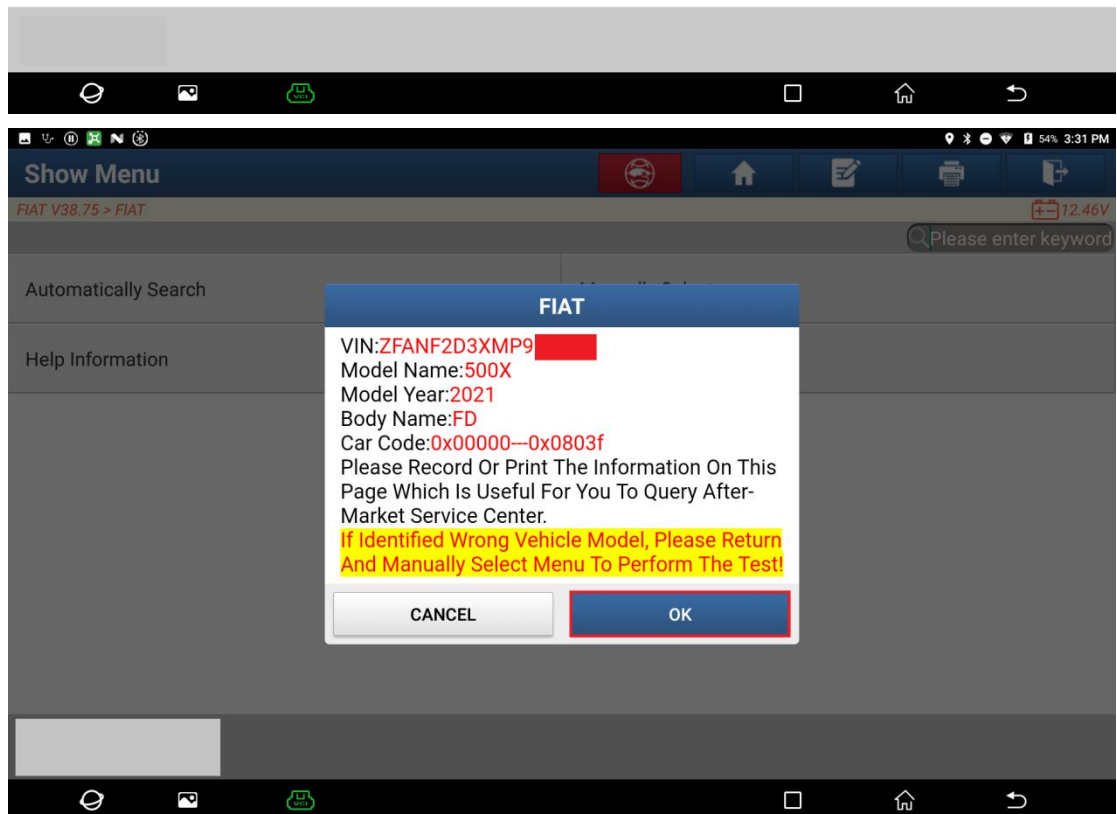 VCI
54% 3:31 PM
Show Menu
FIAT V38.75 > FIAT
12.46V
Please enter keyword
Automatically Search
Help Information
FIAT
VIN:ZFANF2D3XMP9
Model Name:500X
Model Year:2021
Body Name:FD
Car Code:0x00000---0x0803f
Please Record Or Print The Information On This
Page Which Is Useful For You To Query After-
Market Service Center.
If Identified Wrong Vehicle Model, Please Return
And Manually Select Menu To Perform The Test!
CANCEL
OK
VCI